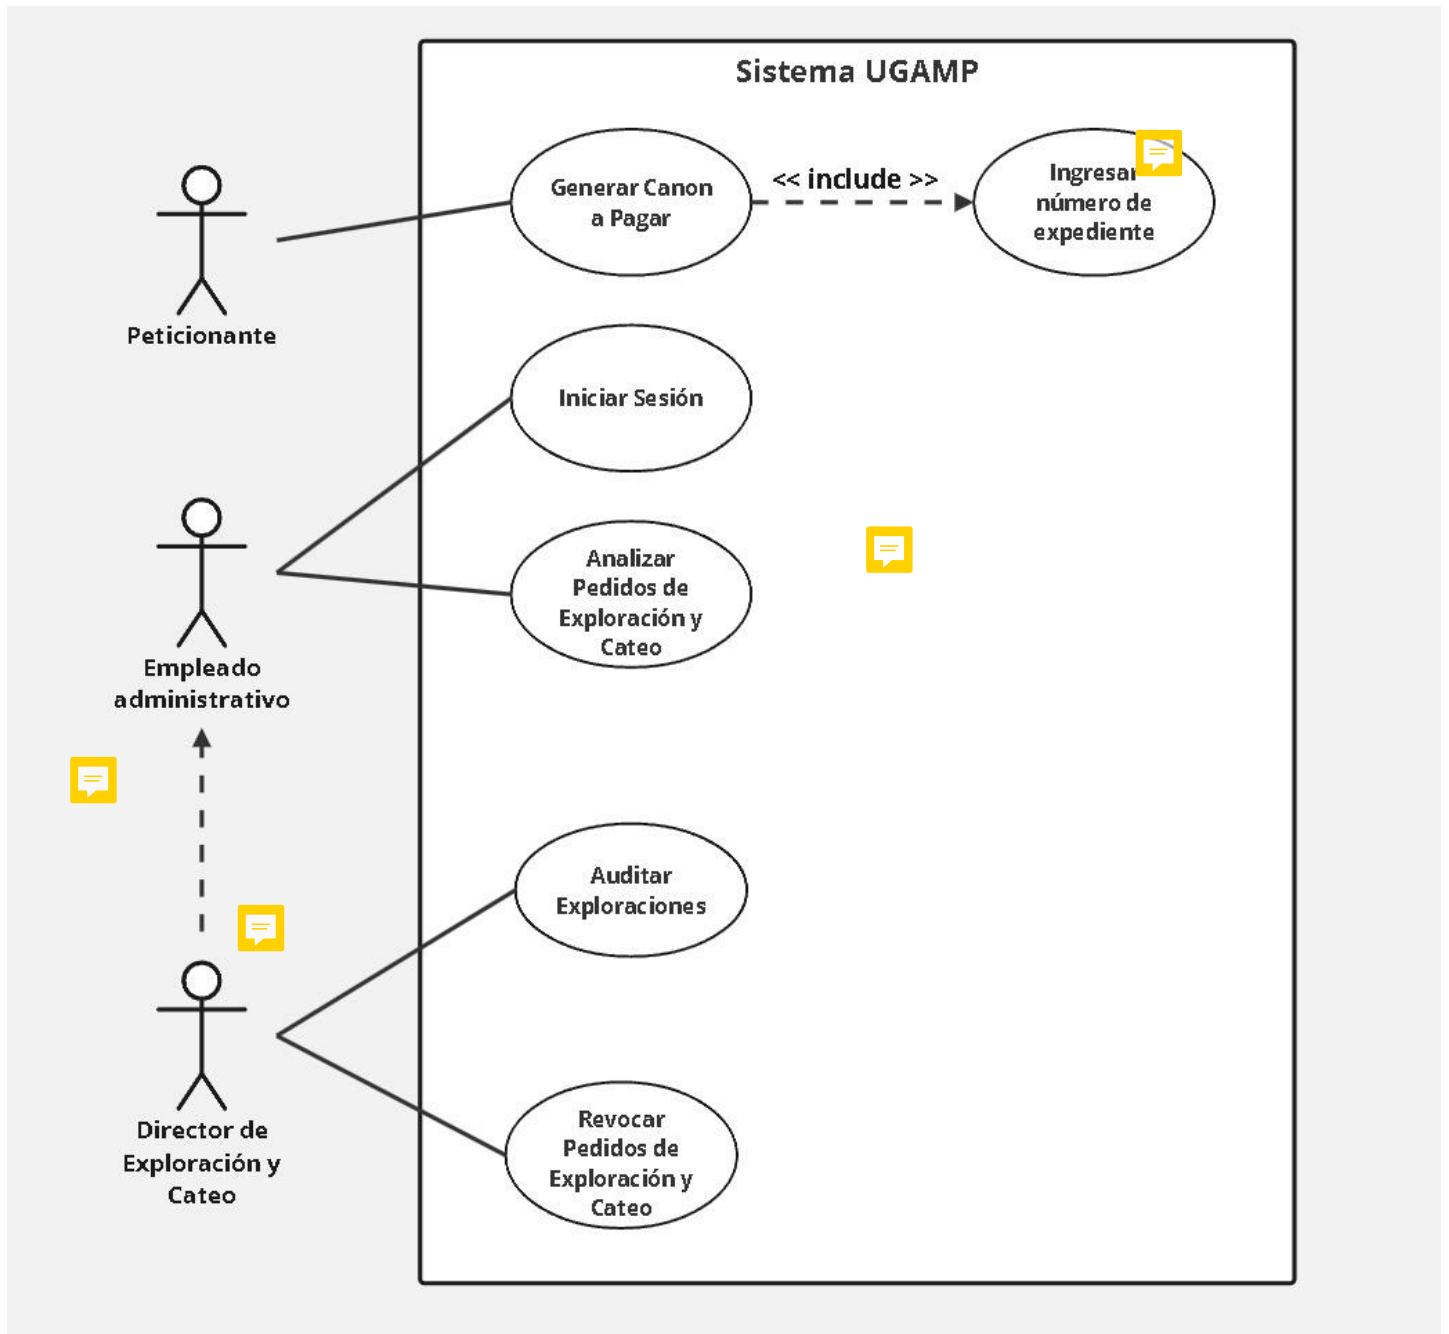 Sistema UGAMP
Generar Canon
a Pagar
<< include >>
Ingresar
número de
expediente
Peticionante
Iniciar Sesión
Analizar
Pedidos de
Exploración y
Cateo
Empleado
administrativo
Auditar
Exploraciones
Director de
Exploración y
Cateo
Revocar
Pedidos de
Exploración y
Cateo